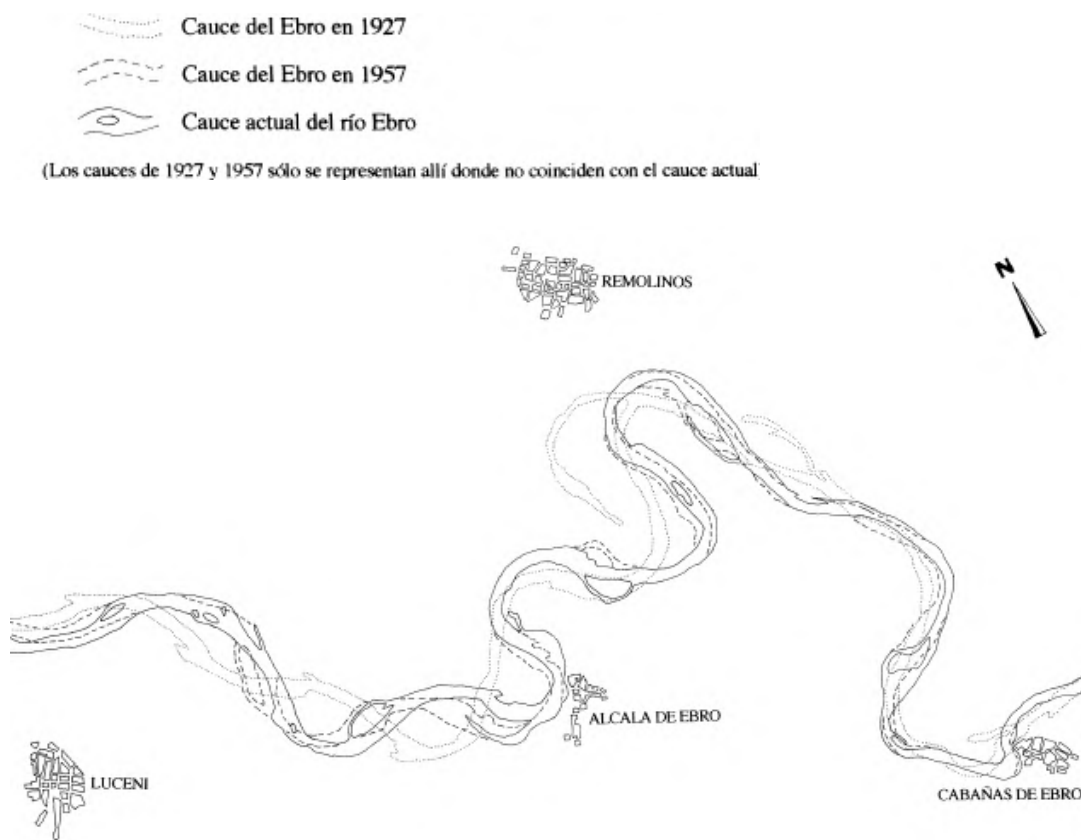 Cauce del Ebro en 1927
Cauce del Ebro en 1957
Cauce actual del río Ebro
(Los cauces de 1927 y 1957 sólo se representan allí donde no coinciden con el cauce actual
N
REMOLINOS
ALCALA DE EBRO
LUCENI
CABAÑAS DE EBRO